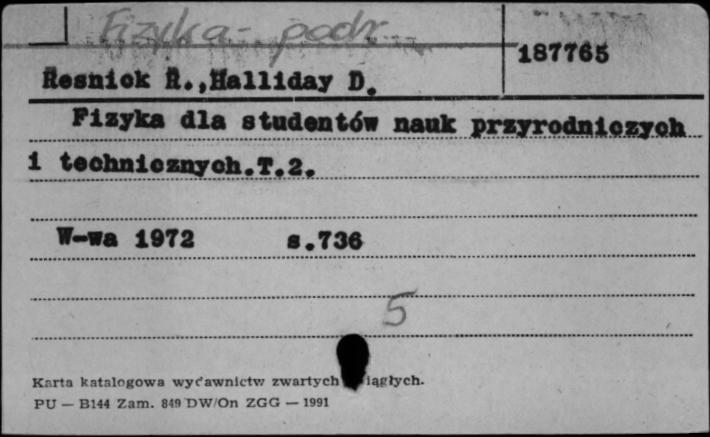 Fizyka - podr.
187765
Resnick R.,Halliday D.
Fizyka dla studentów nauk przyrodniczych
i technicznych.T.2.
W-wa 1972 s.736
5
Karta katalogowa wydawnictw zwartych iągłych.
PU — B144 Zam. 849 DW/On ZGG — 1991